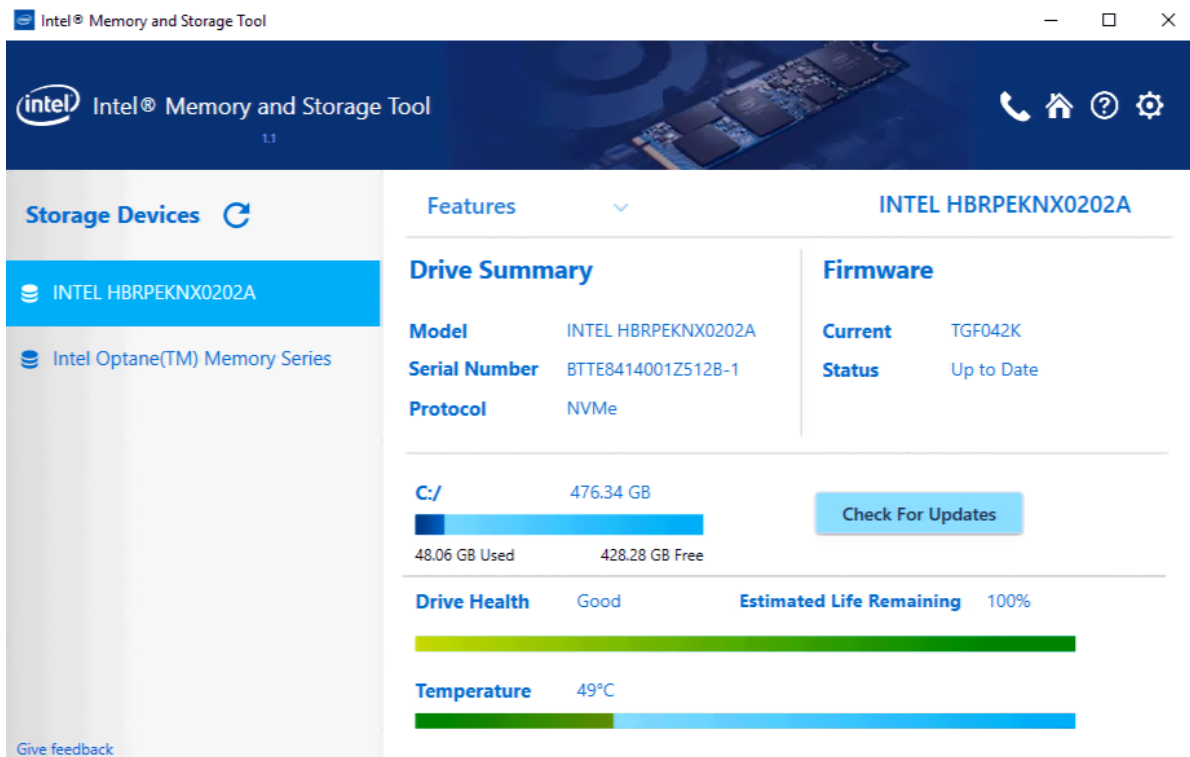 Intel® Memory and Storage Tool
intel Intel® Memory and Storage Tool
1.1
Storage Devices
INTEL HBRPEKNX0202A
Intel Optane(TM) Memory Series
Give feedback
Features INTEL HBRPEKNX0202A
Drive Summary
Model INTEL HBRPEKNX0202A
Serial Number BTTE8414001Z512B-1
Protocol NVMe
Firmware
Current TGF042K
Status Up to Date
C:/ 476.34 GB
48.06 GB Used 428.28 GB Free
Check For Updates
Drive Health Good Estimated Life Remaining 100%
Temperature 49°C